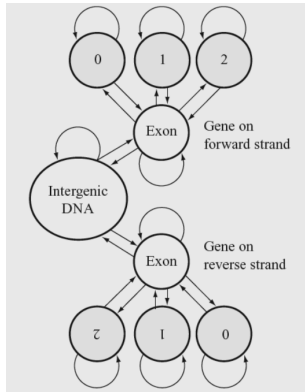 0 1 2
Exon
Gene on
forward strand
Intergenic
DNA
Exon
Gene on
reverse strand
2 1 0